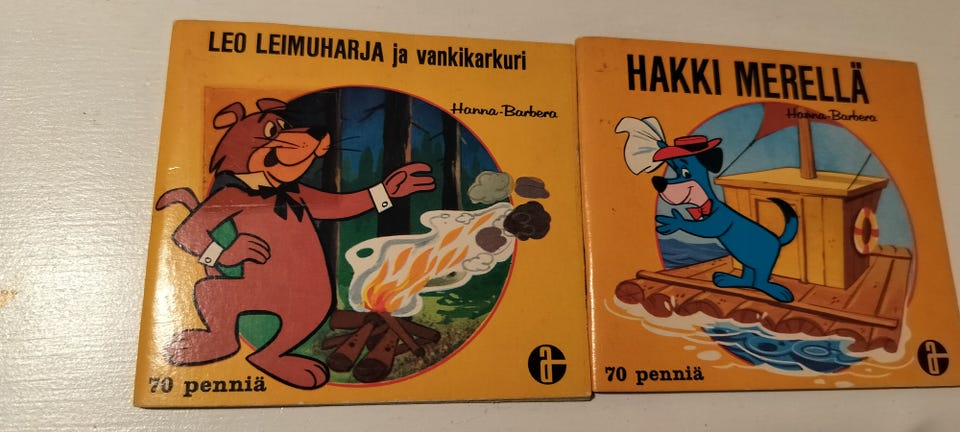 LEO LEIMUHARJA ja vankikarkuri
Hanna-Barbera
70 penniä
a
HAKKI MERELLÄ
Hanna-Barbera
70 penniä
a